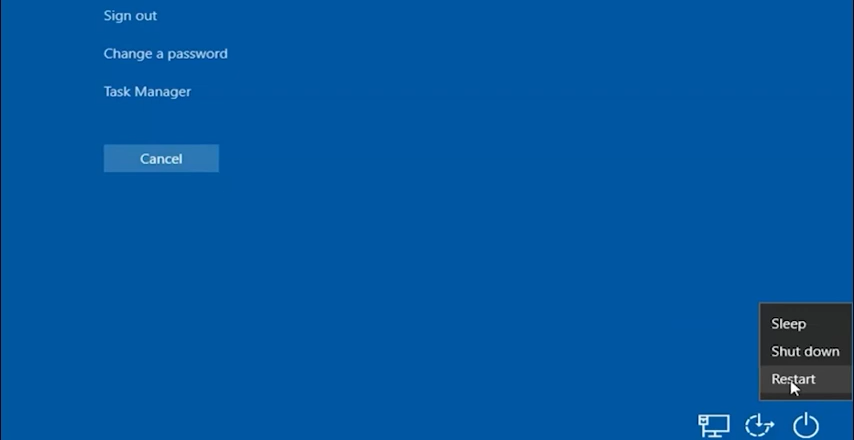 Sign out
Change a password
Task Manager
Cancel
Sleep
Shut down
Restart